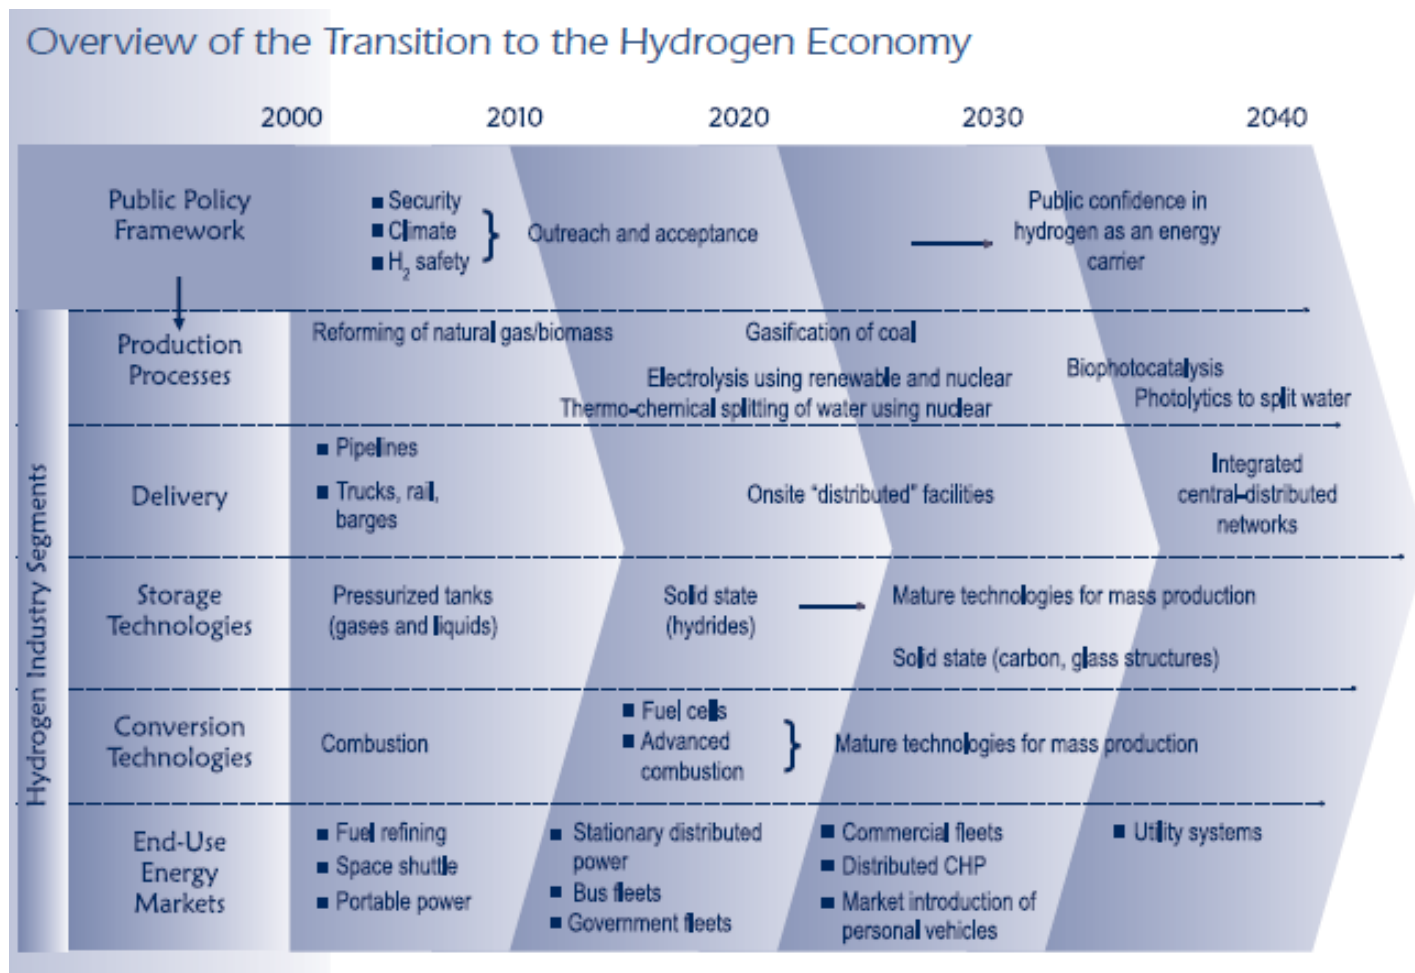 Overview of the Transition to the Hydrogen Economy
2000 2010 2020 2030 2040
Public Policy
Framework
■ Security
■ Climate
■ H2 safety
}
Outreach and acceptance
Public confidence in
hydrogen as an energy
carrier
Hydrogen Industry Segments
Production
Processes
Reforming of natural gas/biomass
Gasification of coal
Electrolysis using renewable and nuclear
Thermo-chemical splitting of water using nuclear
Biophotocatalysis
Photolytics to split water
Delivery
■ Pipelines
■ Trucks, rail,
barges
Onsite “distributed” facilities
Integrated
central-distributed
networks
Storage
Technologies
Pressurized tanks
(gases and liquids)
Solid state
(hydrides)
Mature technologies for mass production
Solid state (carbon, glass structures)
Conversion
Technologies
Combustion
■ Fuel cells
■ Advanced
combustion
}
Mature technologies for mass production
End-Use
Energy
Markets
■ Fuel refining
■ Space shuttle
■ Portable power
■ Stationary distributed
power
■ Bus fleets
■ Government fleets
■ Commercial fleets
■ Distributed CHP
■ Market introduction of
personal vehicles
■ Utility systems